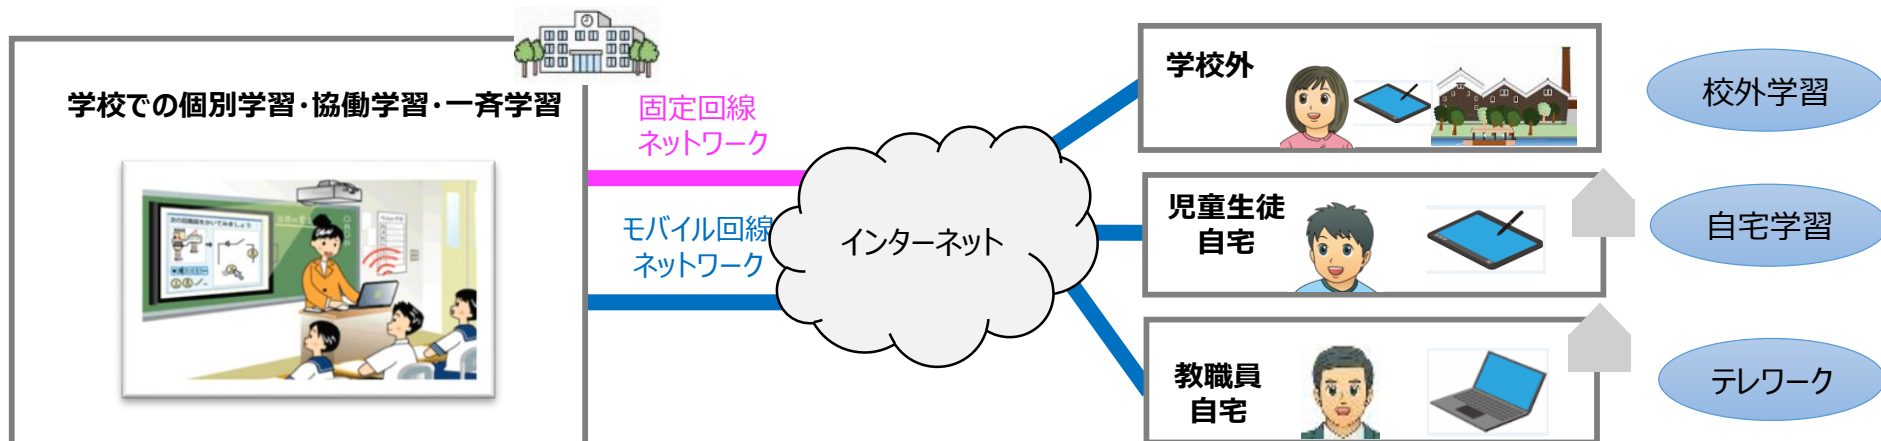 学校での個別学習・協働学習・一斉学習
固定回線
ネットワーク
モバイル回線
ネットワーク
インターネット
学校外
校外学習
児童生徒
自宅
自宅学習
教職員
自宅
テレワーク